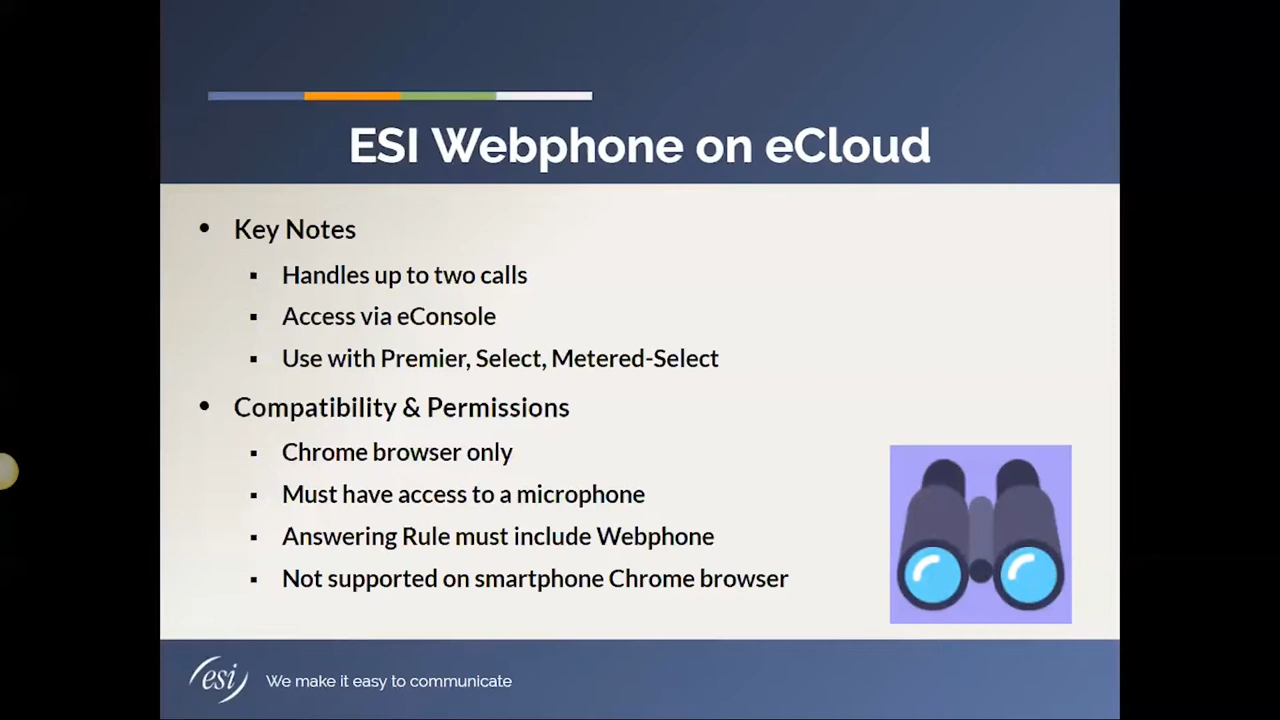 ESI Webphone on eCloud
• Key Notes
▪ Handles up to two calls
▪ Access via eConsole
▪ Use with Premier, Select, Metered-Select
• Compatibility & Permissions
▪ Chrome browser only
▪ Must have access to a microphone
▪ Answering Rule must include Webphone
▪ Not supported on smartphone Chrome browser
esi
We make it easy to communicate